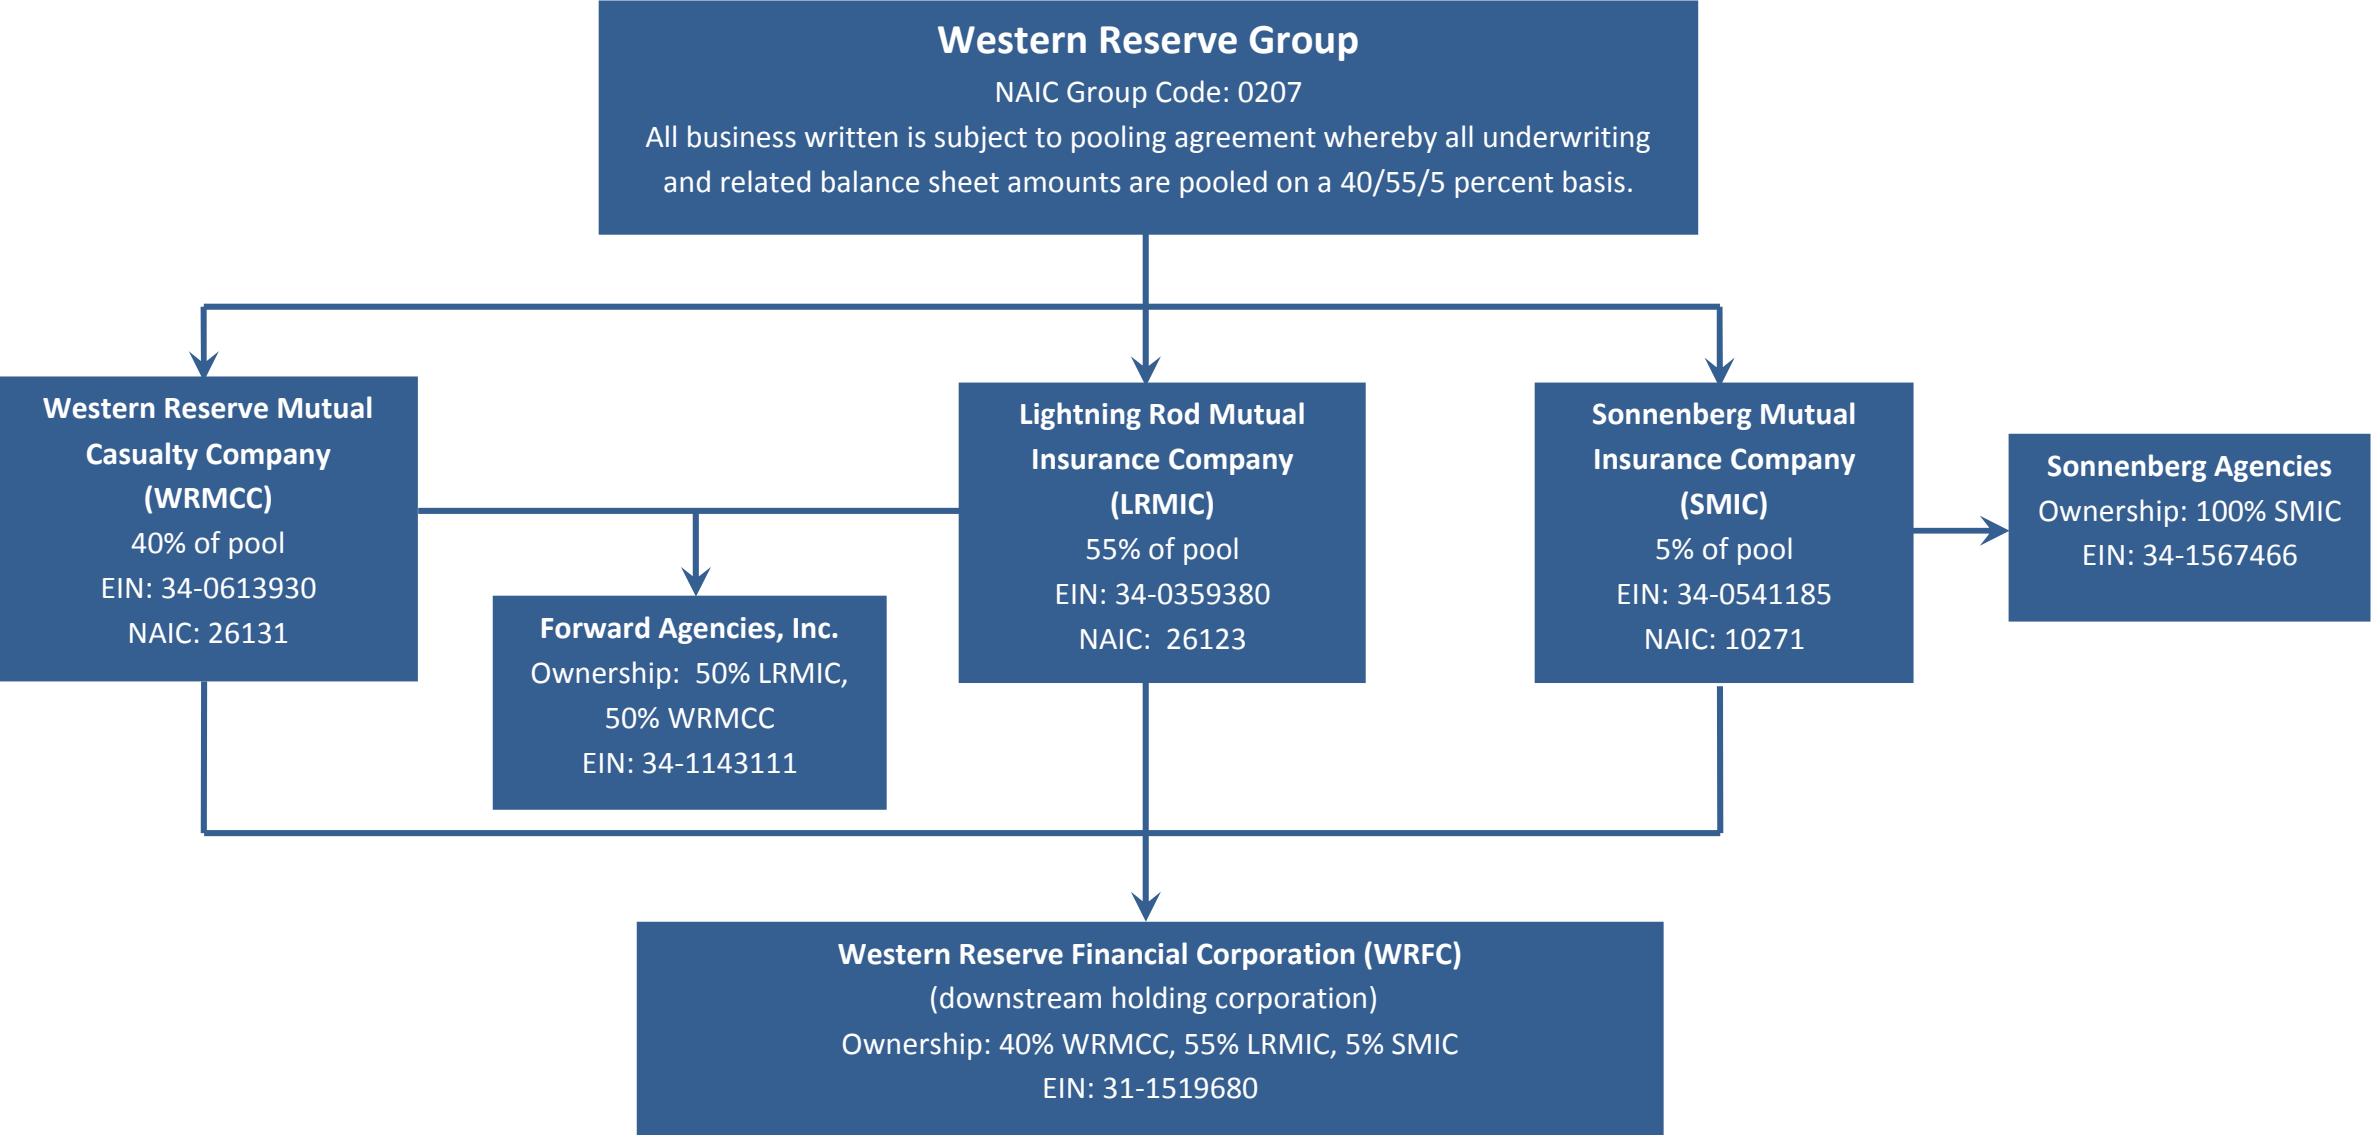 Western Reserve Group
NAIC Group Code: 0207
All business written is subject to pooling agreement whereby all underwriting
and related balance sheet amounts are pooled on a 40/55/5 percent basis.
Western Reserve Mutual
Casualty Company
(WRMCC)
40% of pool
EIN: 34-0613930
NAIC: 26131
Forward Agencies, Inc.
Ownership:  50% LRMIC,
50% WRMCC
EIN: 34-1143111
Lightning Rod Mutual
Insurance Company
(LRMIC)
55% of pool
EIN: 34-0359380
NAIC:  26123
Sonnenberg Mutual
Insurance Company
(SMIC)
5% of pool
EIN: 34-0541185
NAIC: 10271
Sonnenberg Agencies
Ownership: 100% SMIC
EIN: 34-1567466
Western Reserve Financial Corporation (WRFC)
(downstream holding corporation)
Ownership: 40% WRMCC, 55% LRMIC, 5% SMIC
EIN: 31-1519680